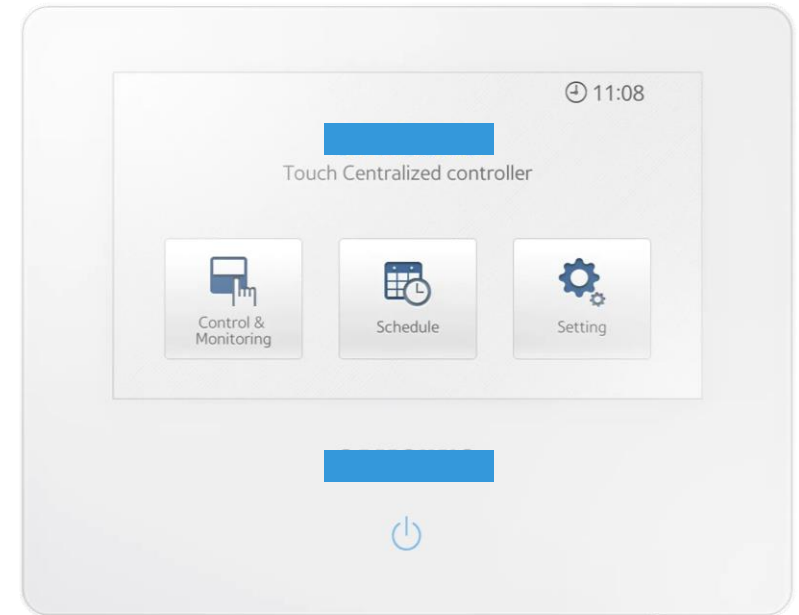 11:08
Touch Centralized controller
Control &
Monitoring
Schedule
Setting